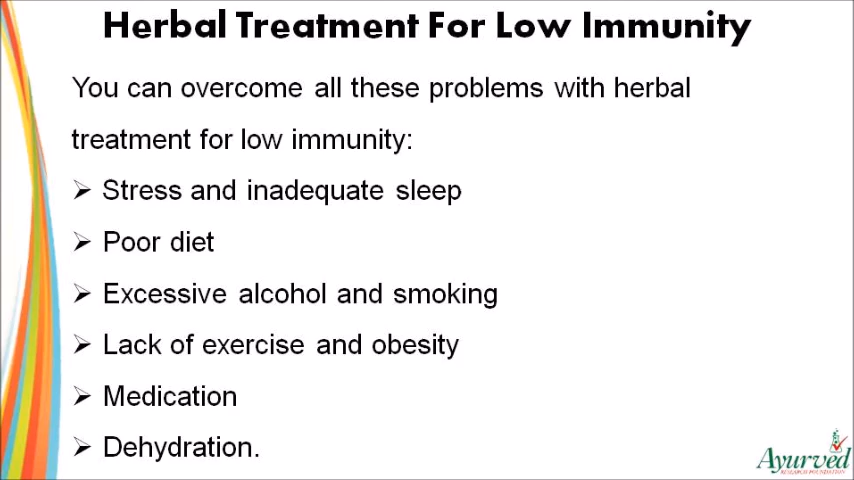 Herbal Treatment For Low Immunity
You can overcome all these problems with herbal
treatment for low immunity:
➢ Stress and inadequate sleep
➢ Poor diet
➢ Excessive alcohol and smoking
➢ Lack of exercise and obesity
➢ Medication
➢ Dehydration.
Ayurved
RESEARCH FOUNDATION